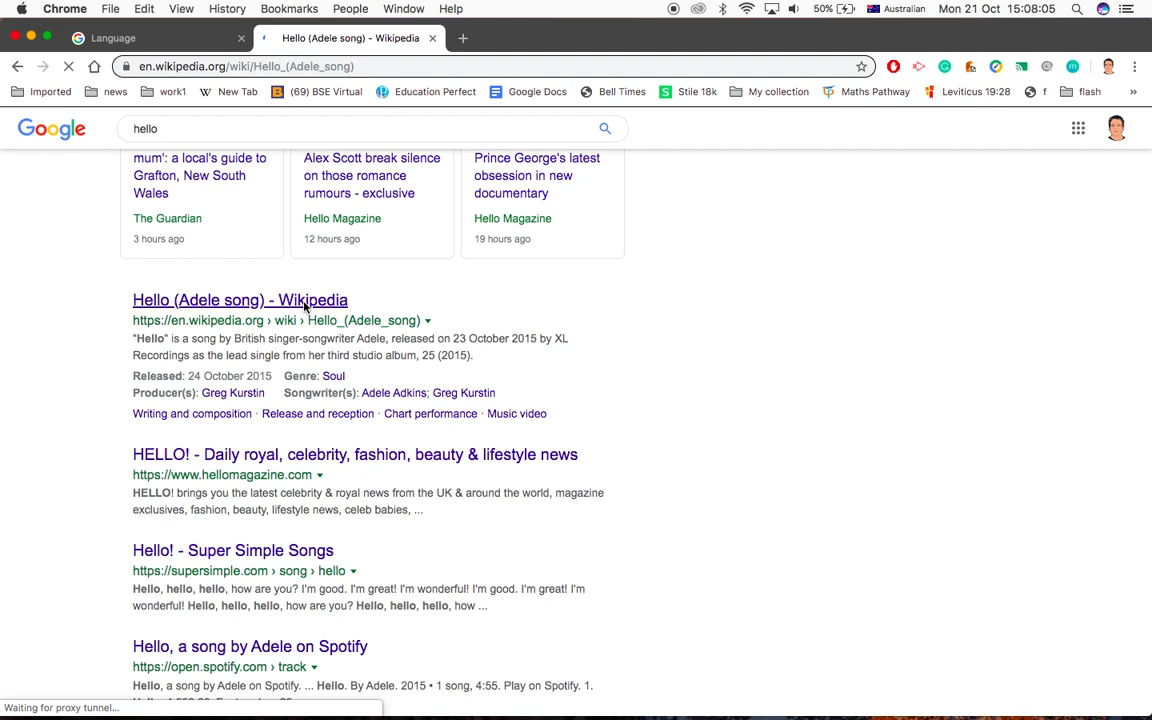 Chrome File Edit View History Bookmarks People Window Help 50% Australian Mon 21 Oct 15:08:05
Language Hello (Adele song) - Wikipedia
en.wikipedia.org/wiki/Hello_(Adele_song)
Imported news work1 New Tab (69) BSE Virtual Education Perfect Google Docs Bell Times Stile 18k My collection Maths Pathway Leviticus 19:28 f flash »
Google hello
mum': a local's guide to Grafton, New South Wales
The Guardian
3 hours ago
Alex Scott break silence on those romance rumours - exclusive
Hello Magazine
12 hours ago
Prince George's latest obsession in new documentary
Hello Magazine
19 hours ago
Hello (Adele song) - Wikipedia
https://en.wikipedia.org › wiki › Hello_(Adele_song)
"Hello" is a song by British singer-songwriter Adele, released on 23 October 2015 by XL
Recordings as the lead single from her third studio album, 25 (2015).
Released: 24 October 2015 Genre: Soul
Producer(s): Greg Kurstin Songwriter(s): Adele Adkins; Greg Kurstin
Writing and composition · Release and reception · Chart performance · Music video
HELLO! - Daily royal, celebrity, fashion, beauty & lifestyle news
https://www.hellomagazine.com
HELLO! brings you the latest celebrity & royal news from the UK & around the world, magazine
exclusives, fashion, beauty, lifestyle news, celeb babies, ...
Hello! - Super Simple Songs
https://supersimple.com › song › hello
Hello, hello, hello, how are you? I'm good. I'm great! I'm wonderful! I'm good. I'm great! I'm
wonderful! Hello, hello, hello, how are you? Hello, hello, hello, how ...
Hello, a song by Adele on Spotify
https://open.spotify.com › track
Hello, a song by Adele on Spotify. ... Hello. By Adele. 2015 • 1 song, 4:55. Play on Spotify. 1.
Waiting for proxy tunnel...